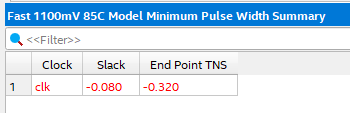 Fast 1100mV 85C Model Minimum Pulse Width Summary
<<Filter>>
Clock Slack End Point TNS
1 clk -0.080 -0.320